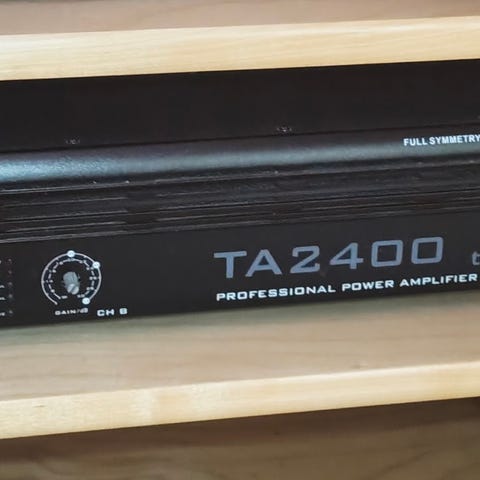 FULL SYMMETRY
TA2400 t
PROFESSIONAL POWER AMPLIFIER
GAIN/dB CH B